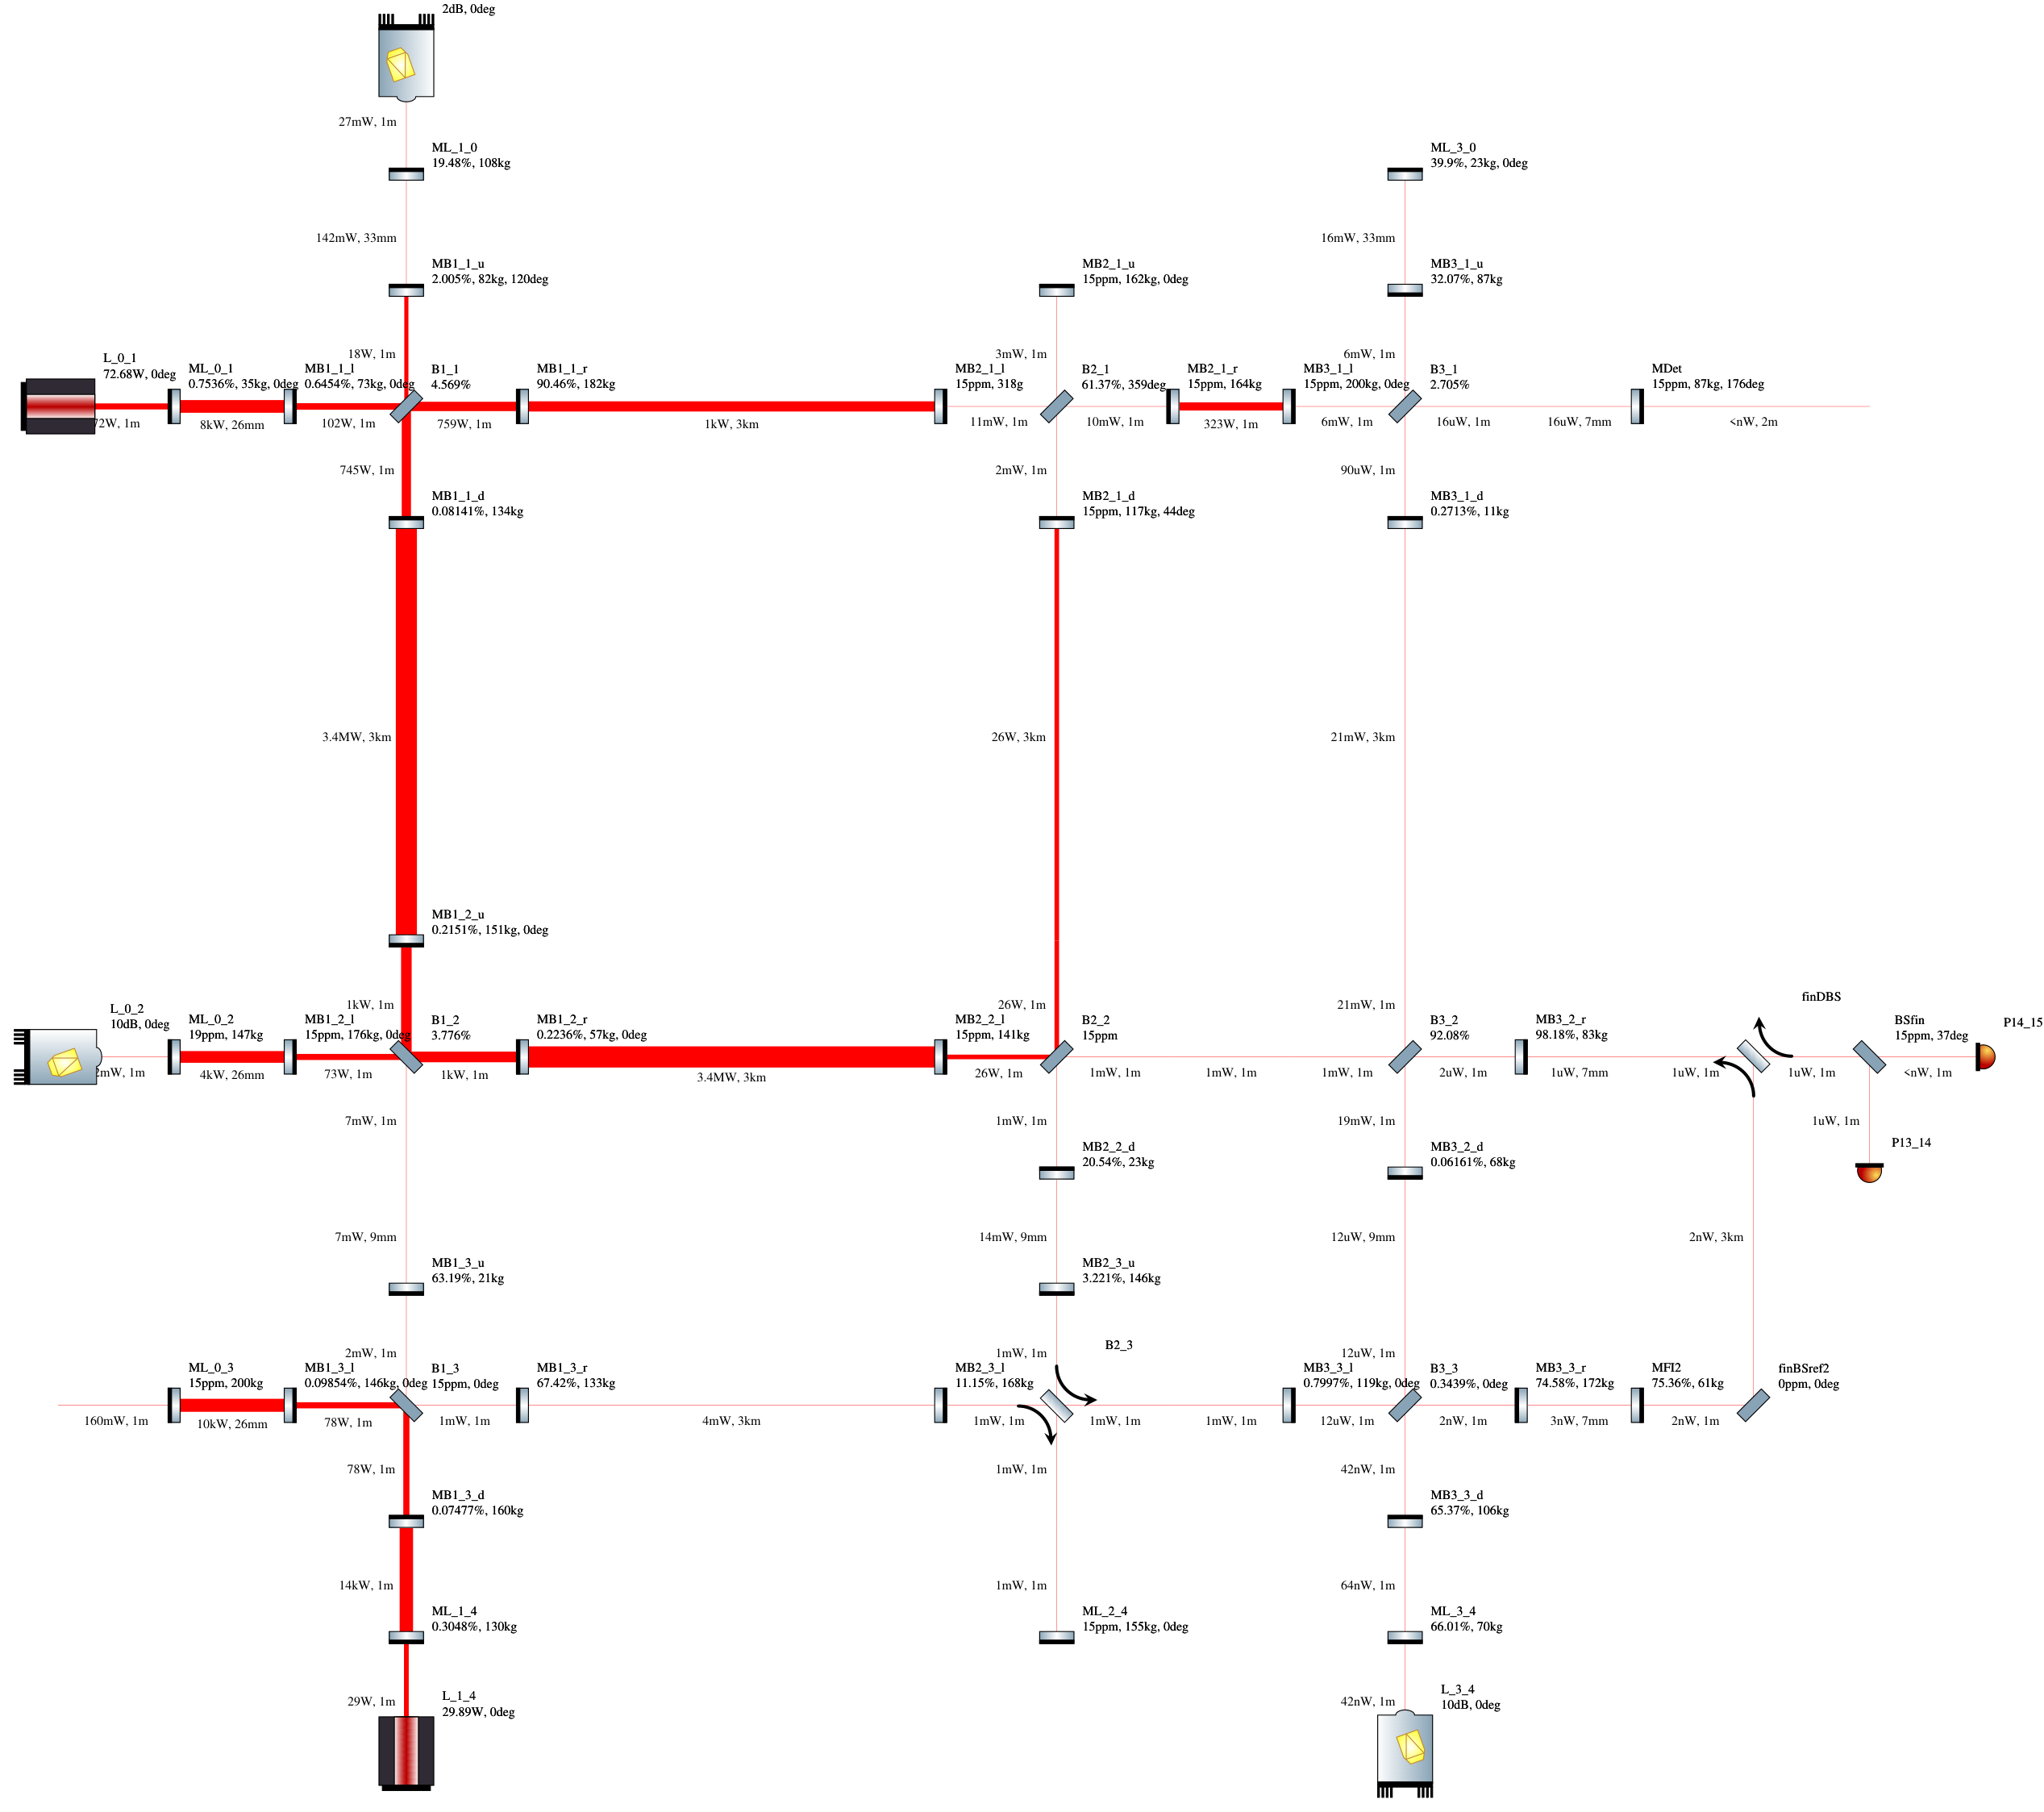 2dB, 0deg
27mW, 1m
ML_1_0
19.48%, 108kg
ML_3_0
39.9%, 23kg, 0deg
142mW, 33mm
16mW, 33mm
MB1_1_u
2.005%, 82kg, 120deg
MB2_1_u
15ppm, 162kg, 0deg
MB3_1_u
32.07%, 87kg
18W, 1m
3mW, 1m
6mW, 1m
L_0_1
72.68W, 0deg
ML_0_1
0.7536%, 35kg, 0deg
MB1_1_l
0.6454%, 73kg, 0deg
B1_1
4.569%
MB1_1_r
90.46%, 182kg
MB2_1_l
15ppm, 318g
B2_1
61.37%, 359deg
MB2_1_r
15ppm, 164kg
MB3_1_l
15ppm, 200kg, 0deg
B3_1
2.705%
MDet
15ppm, 87kg, 176deg
72W, 1m
8kW, 26mm
102W, 1m
759W, 1m
1kW, 3km
11mW, 1m
10mW, 1m
323W, 1m
6mW, 1m
16uW, 1m
16uW, 7mm
<nW, 2m
745W, 1m
2mW, 1m
90uW, 1m
MB1_1_d
0.08141%, 134kg
MB2_1_d
15ppm, 117kg, 44deg
MB3_1_d
0.2713%, 11kg
3.4MW, 3km
26W, 3km
21mW, 3km
MB1_2_u
0.2151%, 151kg, 0deg
1kW, 1m
26W, 1m
21mW, 1m
finDBS
L_0_2
10dB, 0deg
ML_0_2
19ppm, 147kg
MB1_2_l
15ppm, 176kg, 0deg
B1_2
3.776%
MB1_2_r
0.2236%, 57kg, 0deg
MB2_2_l
15ppm, 141kg
B2_2
15ppm
B3_2
92.08%
MB3_2_r
98.18%, 83kg
BSfin
15ppm, 37deg
P14_15
2mW, 1m
4kW, 26mm
73W, 1m
1kW, 1m
3.4MW, 3km
26W, 1m
1mW, 1m
1mW, 1m
1mW, 1m
2uW, 1m
1uW, 7mm
1uW, 1m
1uW, 1m
<nW, 1m
7mW, 1m
1mW, 1m
19mW, 1m
1uW, 1m
P13_14
MB2_2_d
20.54%, 23kg
MB3_2_d
0.06161%, 68kg
7mW, 9mm
14mW, 9mm
12uW, 9mm
2nW, 3km
MB1_3_u
63.19%, 21kg
MB2_3_u
3.221%, 146kg
2mW, 1m
1mW, 1m
B2_3
12uW, 1m
ML_0_3
15ppm, 200kg
MB1_3_l
0.09854%, 146kg, 0deg
B1_3
15ppm, 0deg
MB1_3_r
67.42%, 133kg
MB2_3_l
11.15%, 168kg
MB3_3_l
0.7997%, 119kg, 0deg
B3_3
0.3439%, 0deg
MB3_3_r
74.58%, 172kg
MFI2
75.36%, 61kg
finBSref2
0ppm, 0deg
160mW, 1m
10kW, 26mm
78W, 1m
1mW, 1m
4mW, 3km
1mW, 1m
1mW, 1m
1mW, 1m
12uW, 1m
2nW, 1m
3nW, 7mm
2nW, 1m
78W, 1m
1mW, 1m
42nW, 1m
MB1_3_d
0.07477%, 160kg
MB3_3_d
65.37%, 106kg
14kW, 1m
1mW, 1m
64nW, 1m
ML_1_4
0.3048%, 130kg
ML_2_4
15ppm, 155kg, 0deg
ML_3_4
66.01%, 70kg
29W, 1m
L_1_4
29.89W, 0deg
42nW, 1m
L_3_4
10dB, 0deg